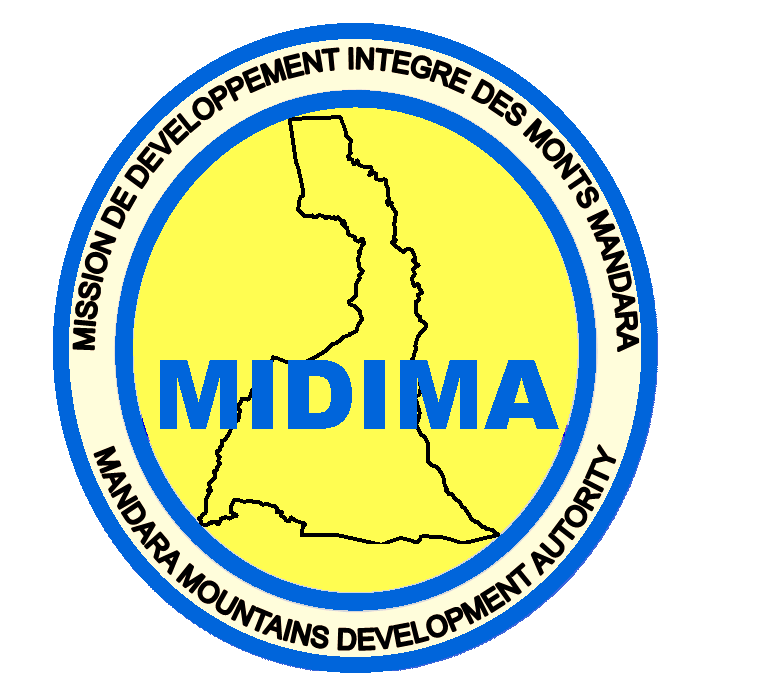 MISSION DE DEVELOPPEMENT INTEGRE DES MONTS MANDARA
MIDIMA
MANDARA MOUNTAINS DEVELOPMENT AUTORITY